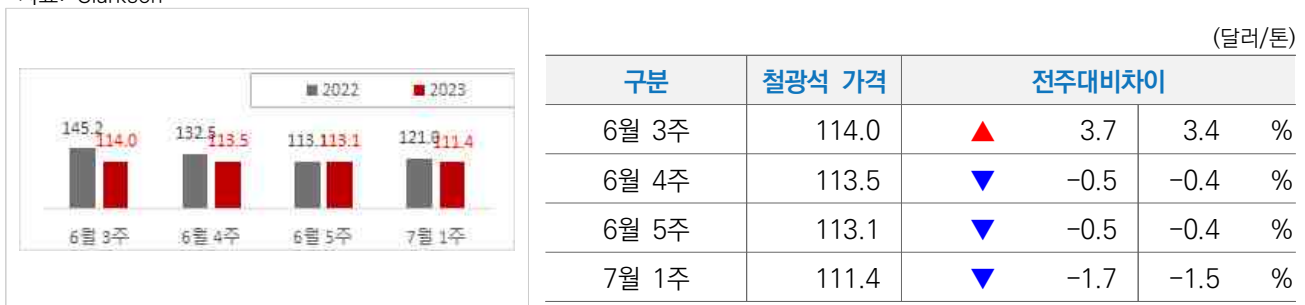 (달러/톤)
■ 2022 ■ 2023
145.2 114.0 132.5 113.5 113.1 113.1 111.4
6월 3주 6월 4주 6월 5주 7월 1주
구분 철광석 가격 전주대비차이
6월 3주 114.0 ▲ 3.7 3.4 %
6월 4주 113.5 ▼ -0.5 -0.4 %
6월 5주 113.1 ▼ -0.5 -0.4 %
7월 1주 111.4 ▼ -1.7 -1.5 %